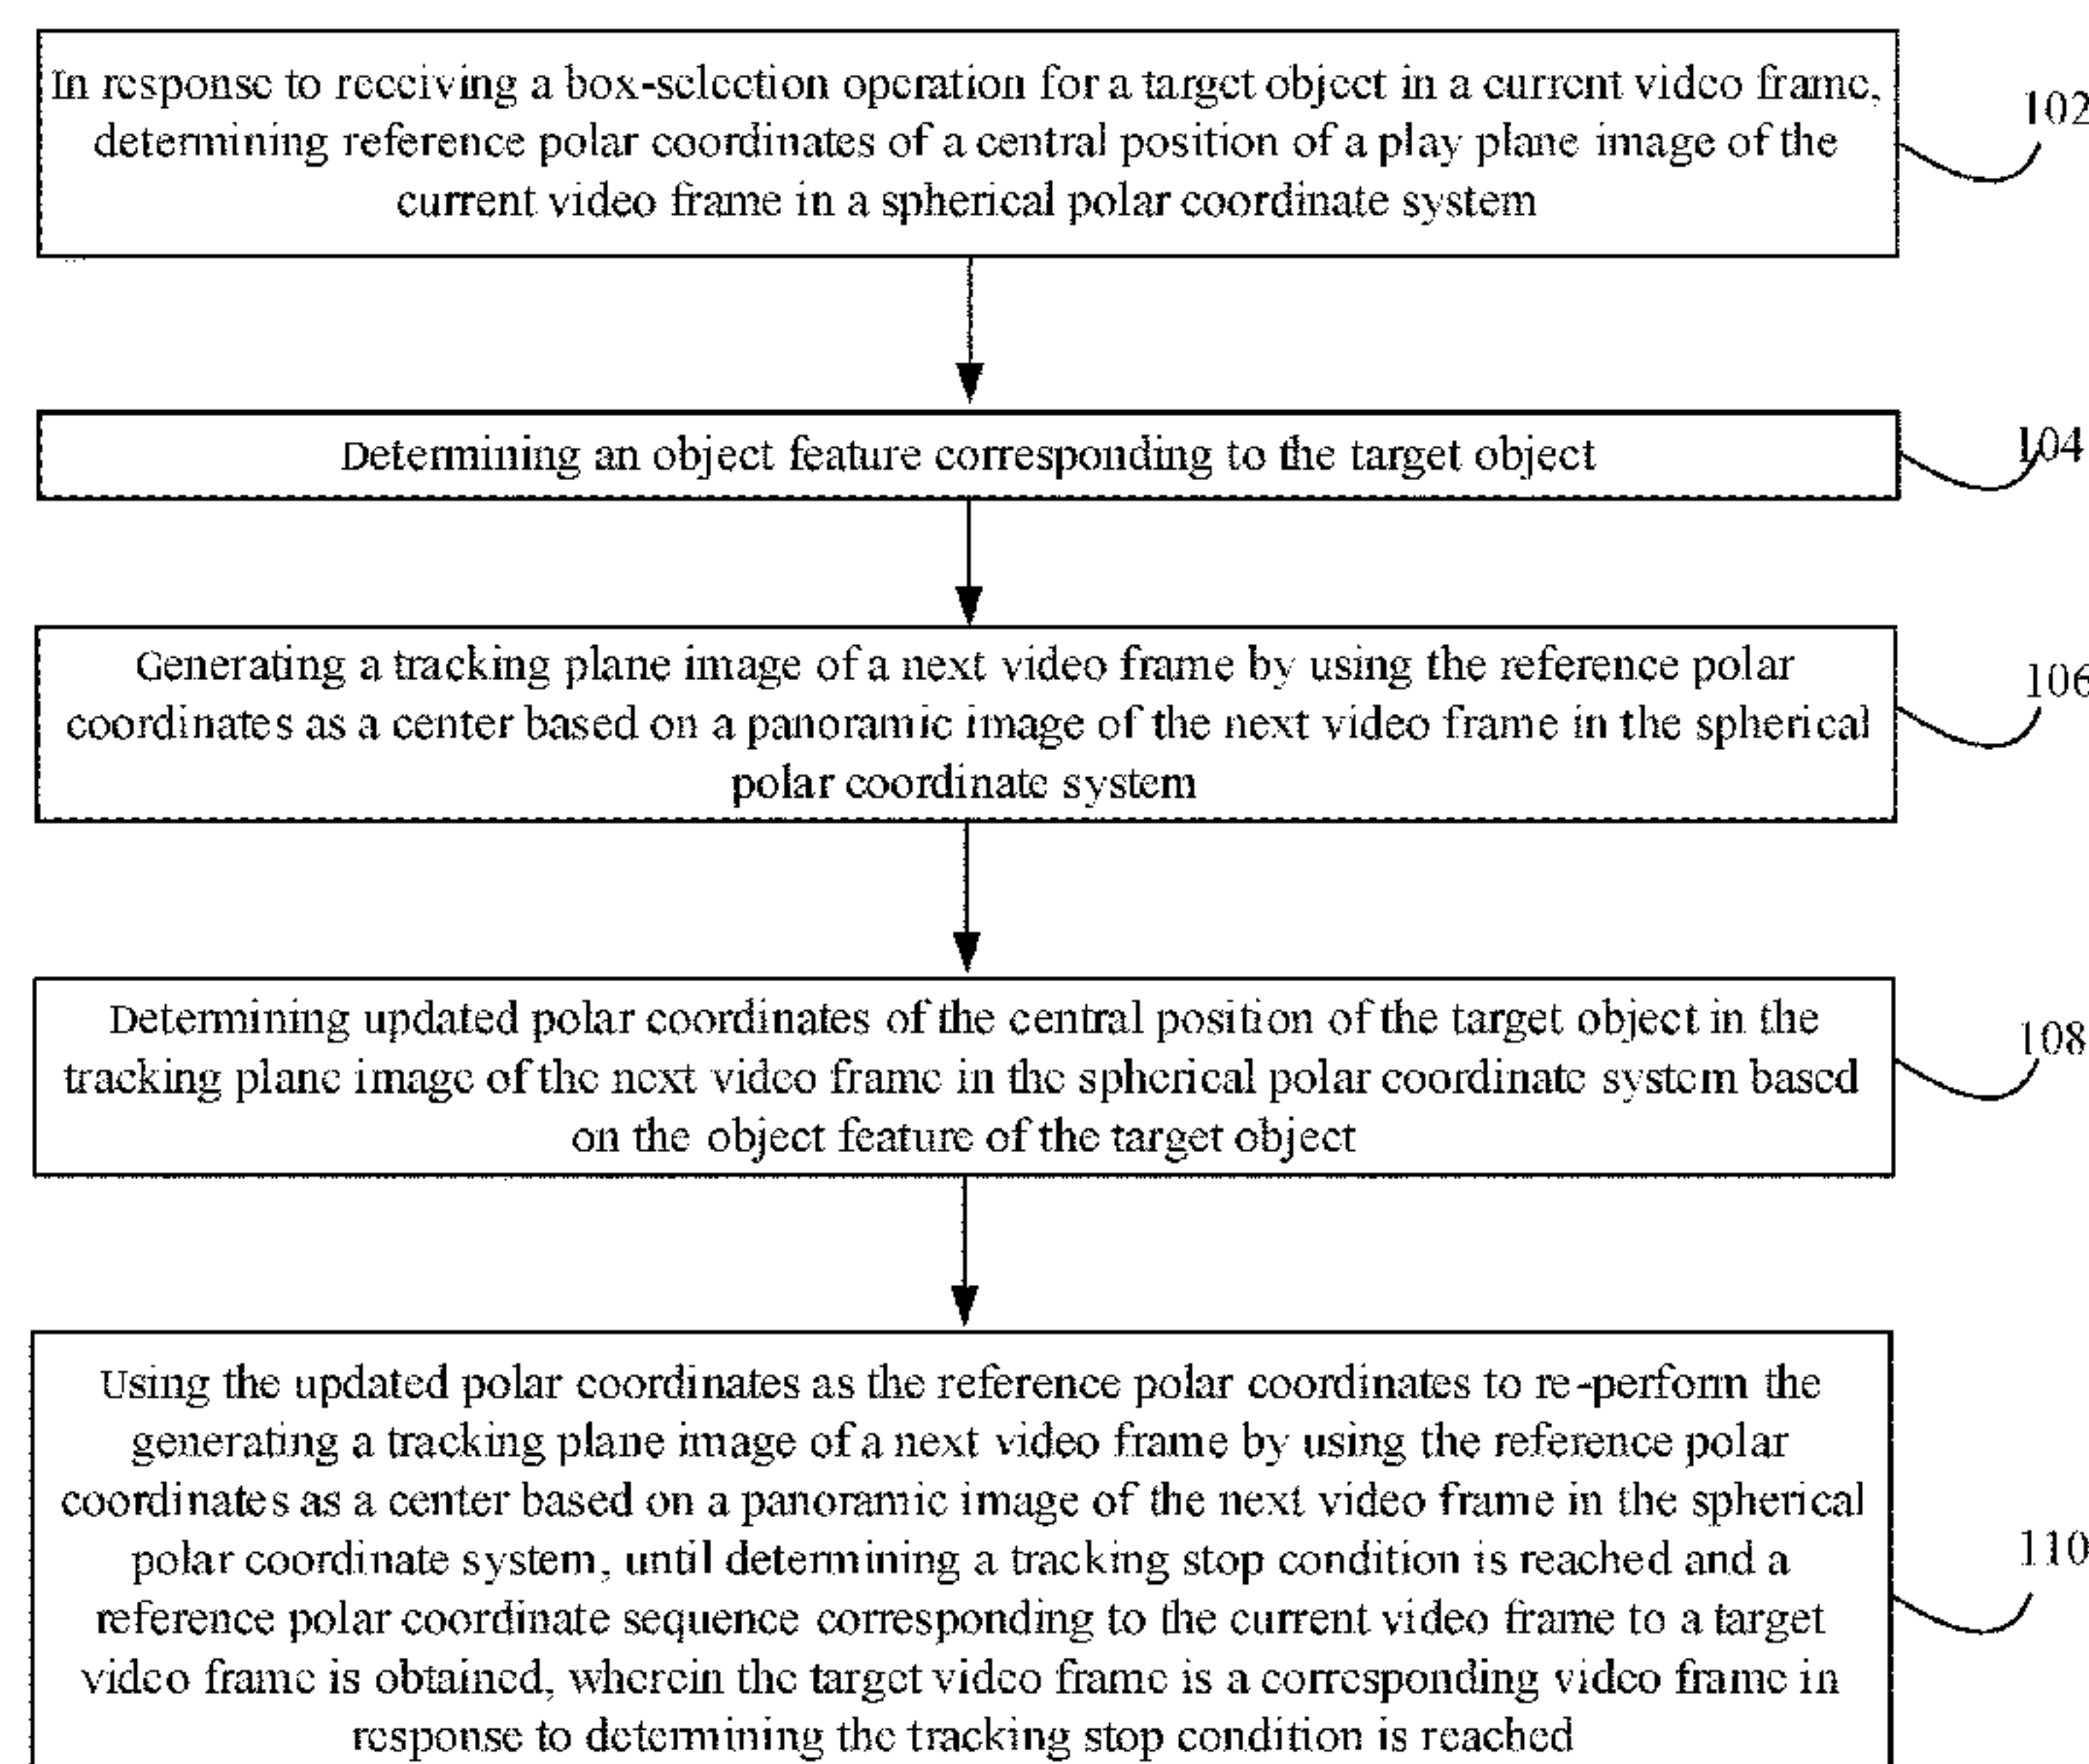 In response to receiving a box-selection operation for a target object in a current video frame,
determining reference polar coordinates of a central position of a play plane image of the
current video frame in a spherical polar coordinate system
102
Determining an object feature corresponding to the target object
104
Generating a tracking plane image of a next video frame by using the reference polar
coordinates as a center based on a panoramic image of the next video frame in the spherical
polar coordinate system
106
Determining updated polar coordinates of the central position of the target object in the
tracking plane image of the next video frame in the spherical polar coordinate system based
on the object feature of the target object
108
Using the updated polar coordinates as the reference polar coordinates to re-perform the
generating a tracking plane image of a next video frame by using the reference polar
coordinates as a center based on a panoramic image of the next video frame in the spherical
polar coordinate system, until determining a tracking stop condition is reached and a
reference polar coordinate sequence corresponding to the current video frame to a target
video frame is obtained, wherein the target video frame is a corresponding video frame in
response to determining the tracking stop condition is reached
110